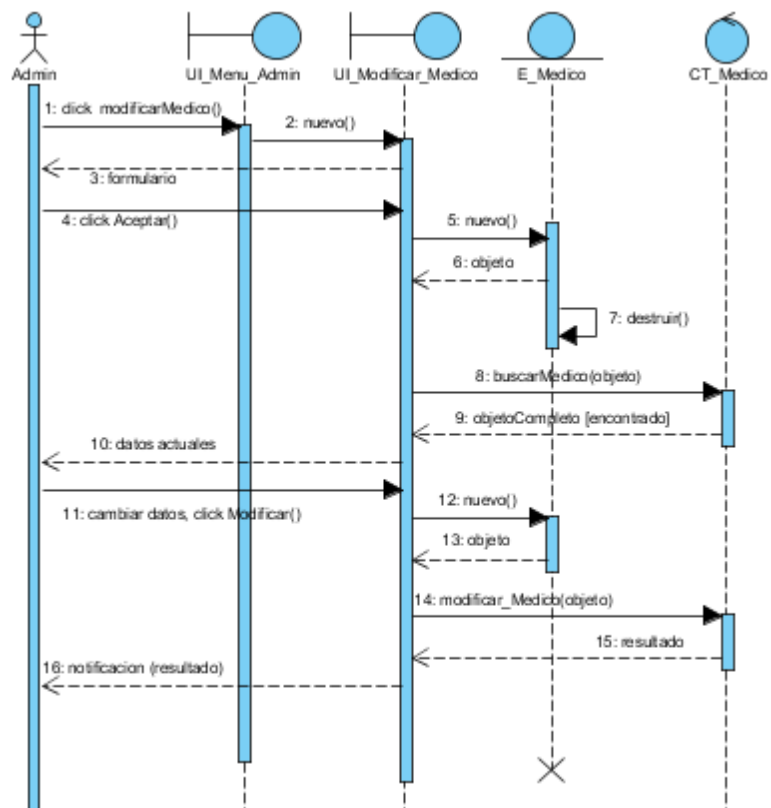 Admin
UI_Menu_Admin
UI_Modificar_Medico
E_Medico
CT_Medico
1: click modificarMedico()
2: nuevo()
3: formulario
4: click Aceptar()
5: nuevo()
6: objeto
7: destruir()
8: buscarMedico(objeto)
9: objetoCompleto [encontrado]
10: datos actuales
11: cambiar datos, click Modificar()
12: nuevo()
13: objeto
14: modificar_Medico(objeto)
15: resultado
16: notificacion (resultado)